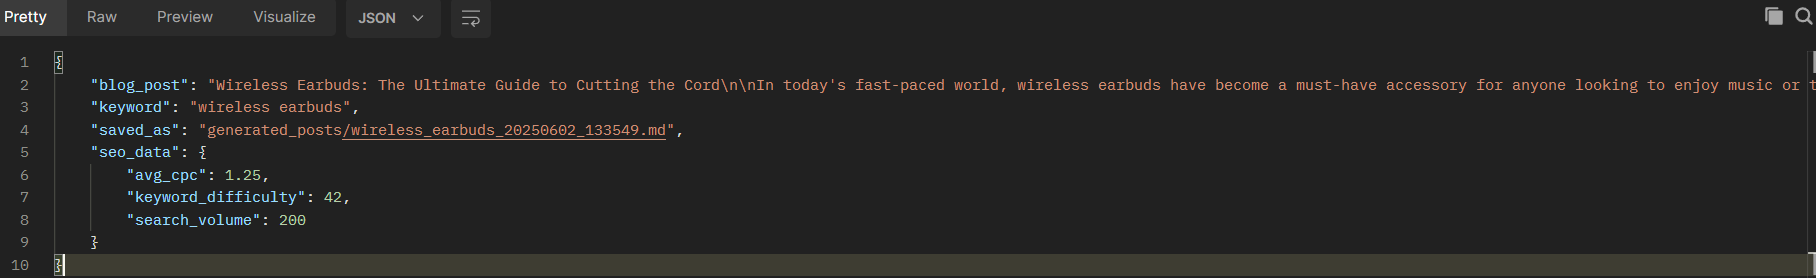 Pretty Raw Preview Visualize JSON
1 {
2 "blog_post": "Wireless Earbuds: The Ultimate Guide to Cutting the Cord\n\nIn today's fast-paced world, wireless earbuds have become a must-have accessory for anyone looking to enjoy music or
3 "keyword": "wireless earbuds",
4 "saved_as": "generated_posts/wireless_earbuds_20250602_133549.md",
5 "seo_data": {
6 "avg_cpc": 1.25,
7 "keyword_difficulty": 42,
8 "search_volume": 200
9 }
10 }